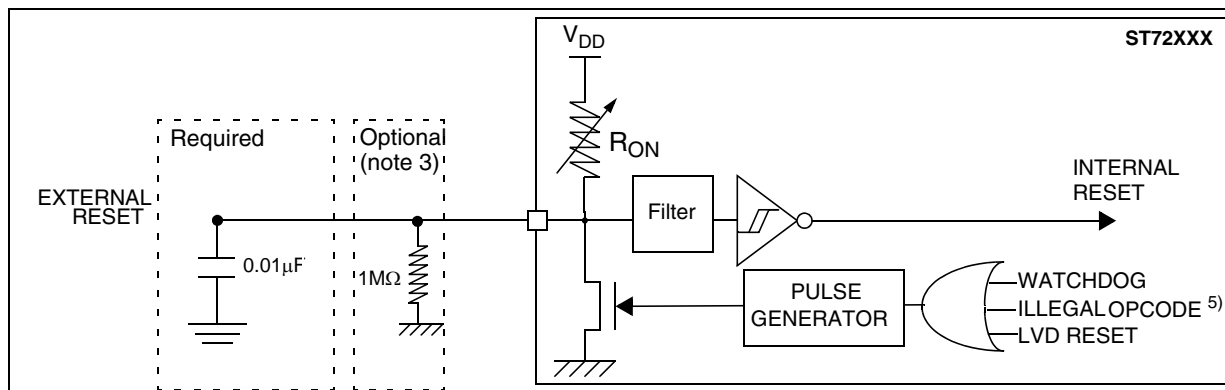 V_DD
ST72XXX
Required
Optional
(note 3)
R_ON
INTERNAL
RESET
EXTERNAL
RESET
Filter
0.01µF
1MΩ
PULSE
GENERATOR
WATCHDOG
ILLEGAL OPCODE 5)
LVD RESET